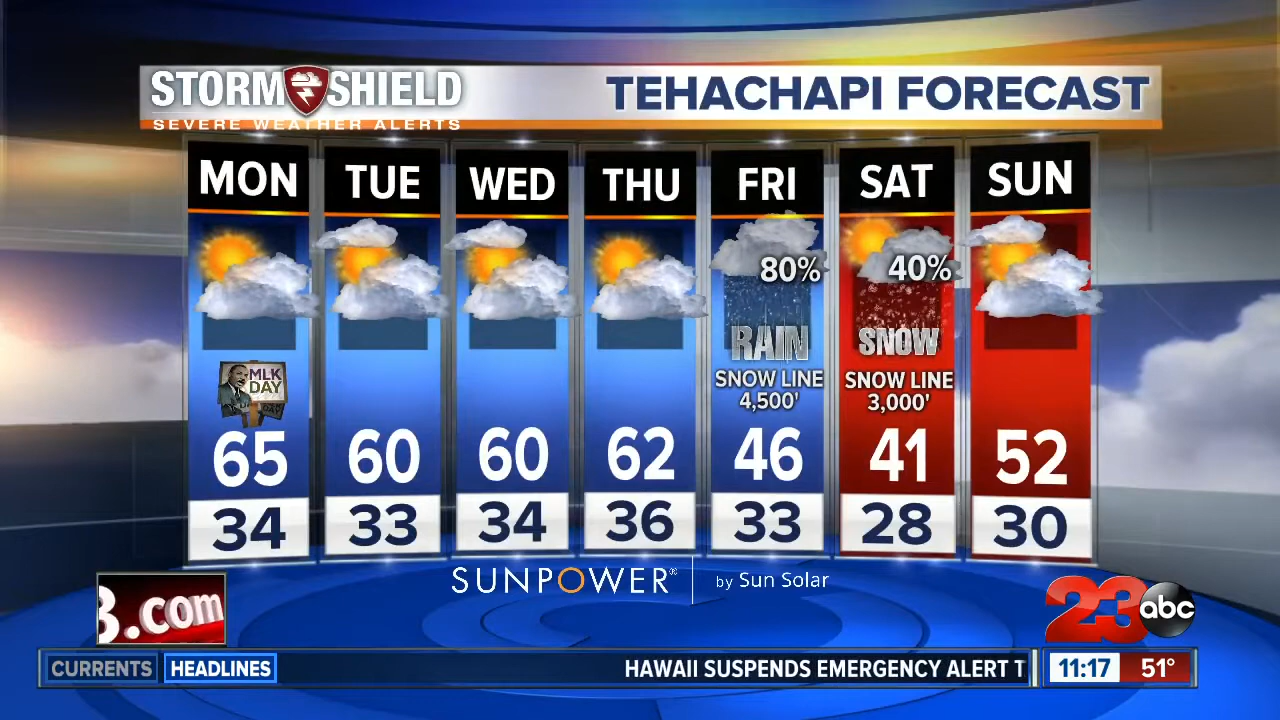 STORM SHIELD
SEVERE WEATHER ALERTS
TEHACHAPI FORECAST
MON TUE WED THU FRI SAT SUN
80% 40%
RAIN SNOW
SNOW LINE 4,500'
SNOW LINE 3,000'
MLK DAY
65 60 60 62 46 41 52
34 33 34 36 33 28 30
SUNPOWER® by Sun Solar
3.com
23 abc
CURRENTS HEADLINES HAWAII SUSPENDS EMERGENCY ALERT T 11:17 51°